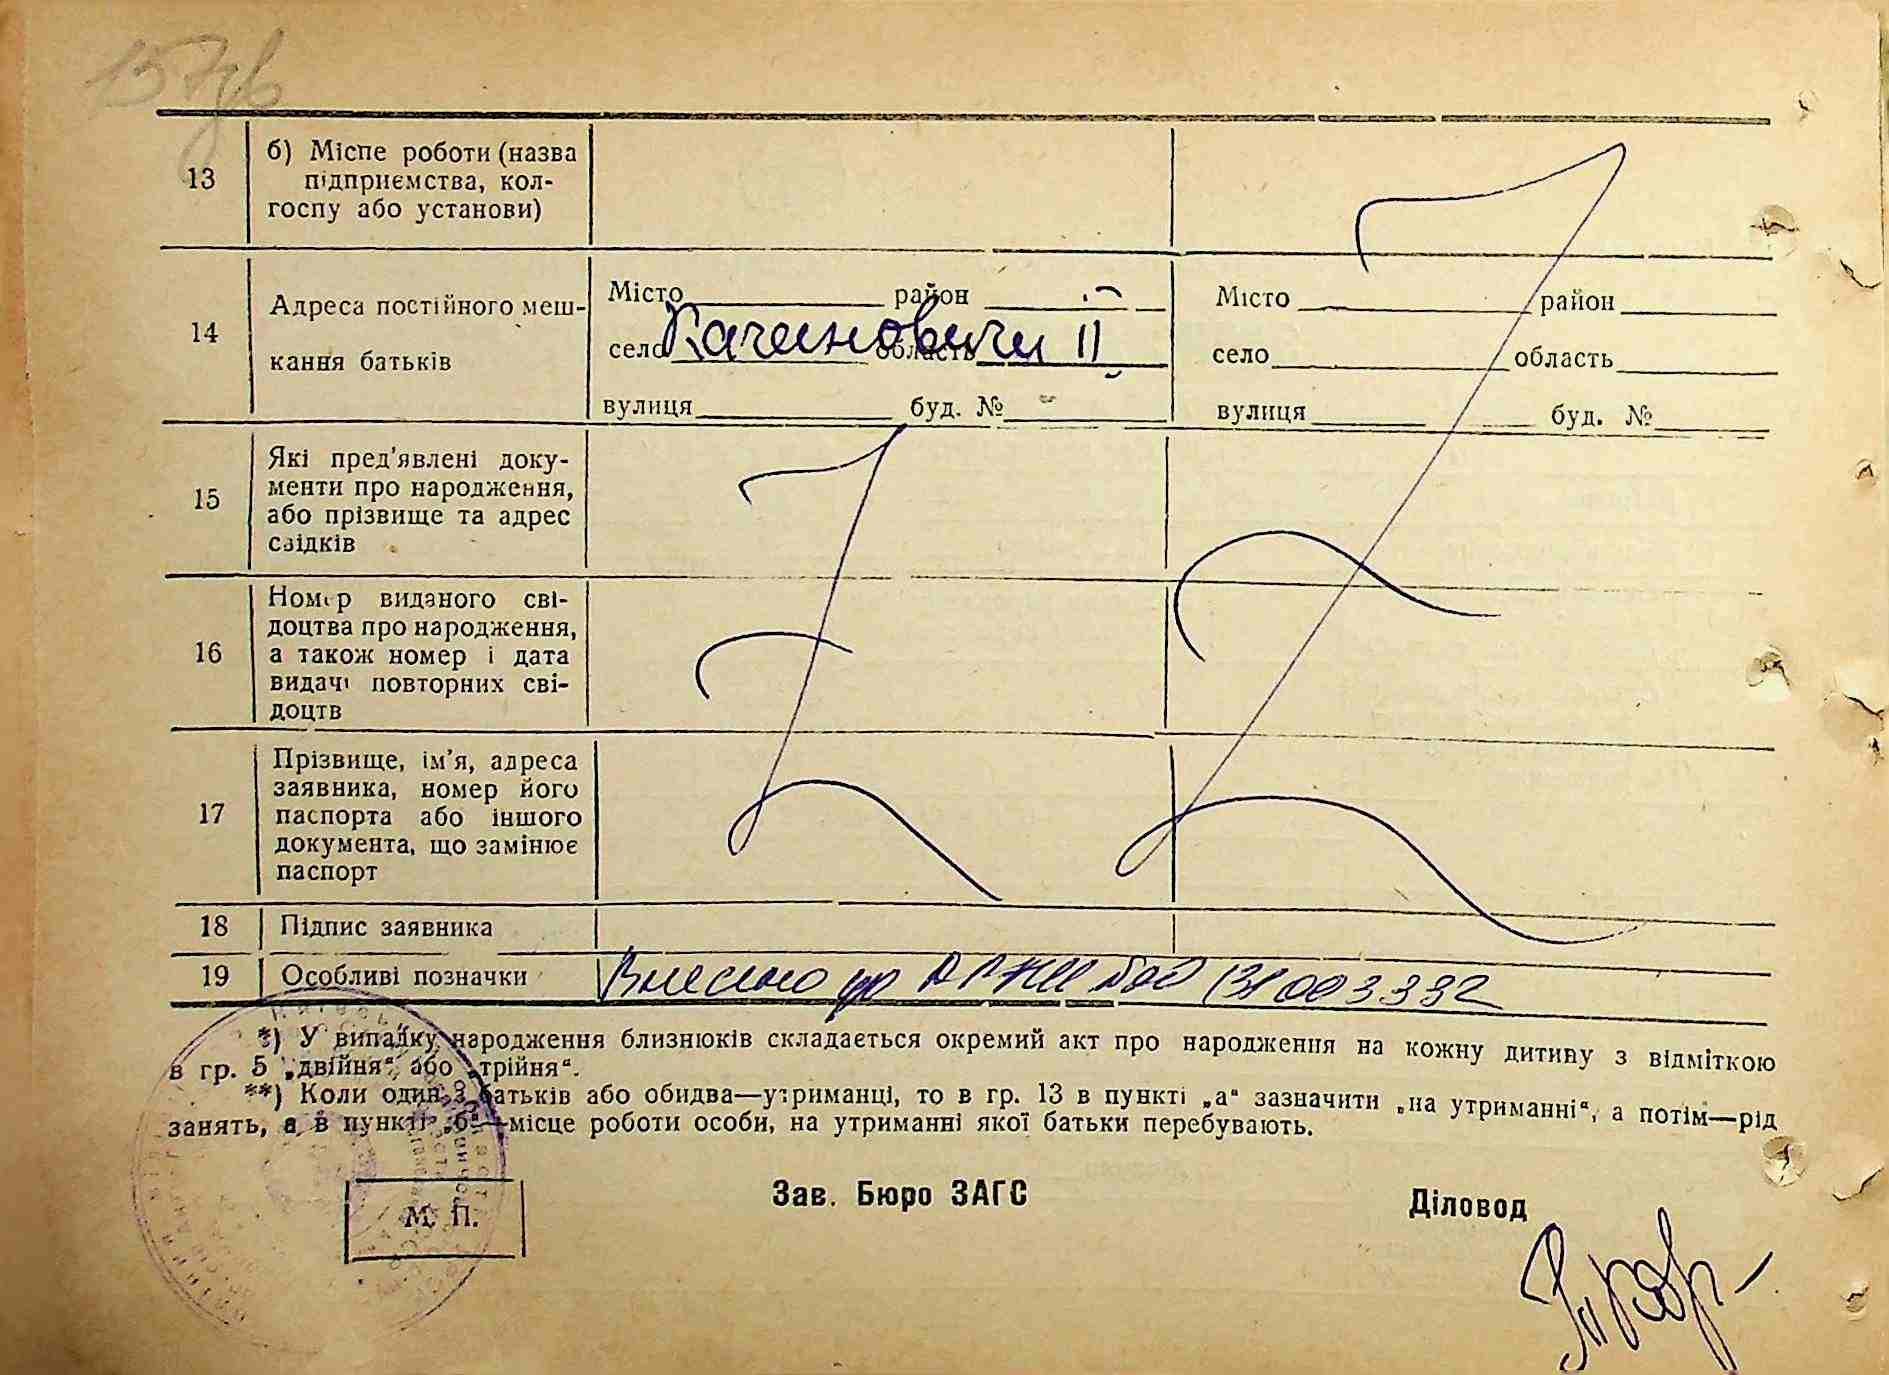 13 б) Місце роботи (назва
підприємства, кол-
госпу або установи)
14 Адреса постійного меш-
кання батьків
Місто район
село Качановичи II область
вулиця буд. №
Місто район
село область
вулиця буд. №
15 Які пред'явлені доку-
менти про народження,
або прізвище та адрес
свідків
16 Номер виданого сві-
доцтва про народження,
а також номер і дата
видачі повторних сві-
доцтв
17 Прізвище, ім'я, адреса
заявника, номер його
паспорта або іншого
документа, що замінює
паспорт
18 Підпис заявника
19 Особливі позначки Внесено до
*) У випадку народження близнюків складається окремий акт про народження на кожну дитину з відміткою
в гр. 5 „двійня“ або „трійня“.
**) Коли один з батьків або обидва—утриманці, то в гр. 13 в пункті „а“ зазначити „на утриманні“, а потім—рід
занять, а в пункті „б“—місце роботи особи, на утриманні якої батьки перебувають.
М. П.
Зав. Бюро ЗАГС
Діловод